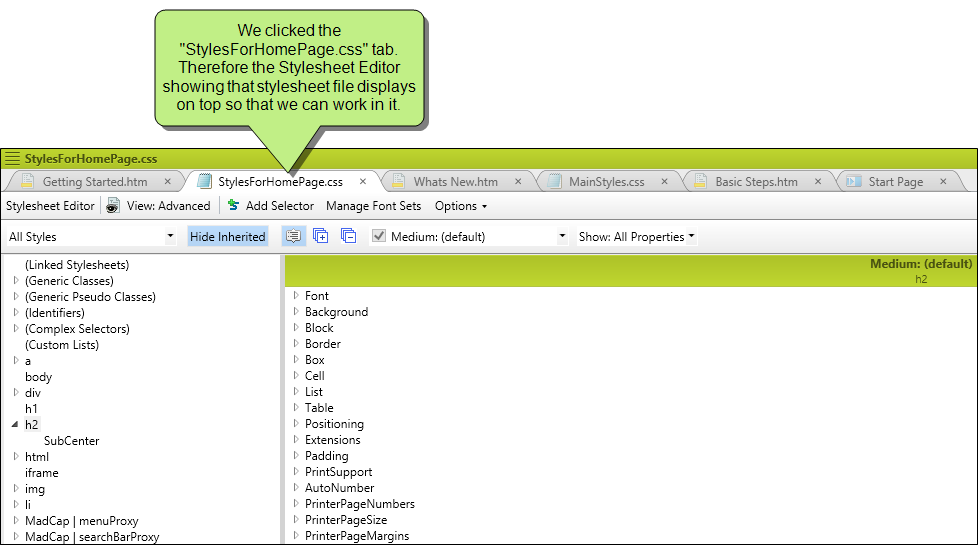 We clicked the
"StylesForHomePage.css" tab.
Therefore the Stylesheet Editor
showing that stylesheet file displays
on top so that we can work in it.
StylesForHomePage.css
Getting Started.htm × StylesForHomePage.css × Whats New.htm × MainStyles.css × Basic Steps.htm × Start Page ×
Stylesheet Editor View: Advanced Add Selector Manage Font Sets Options
All Styles Hide Inherited Medium: (default) Show: All Properties
(Linked Stylesheets)
(Generic Classes)
(Generic Pseudo Classes)
(Identifiers)
(Complex Selectors)
(Custom Lists)
a
body
div
h1
h2
SubCenter
html
iframe
img
li
MadCap | menuProxy
MadCap | searchBarProxy
Medium: (default)
h2
Font
Background
Block
Border
Box
Cell
List
Table
Positioning
Extensions
Padding
PrintSupport
AutoNumber
PrinterPageNumbers
PrinterPageSize
PrinterPageMargins